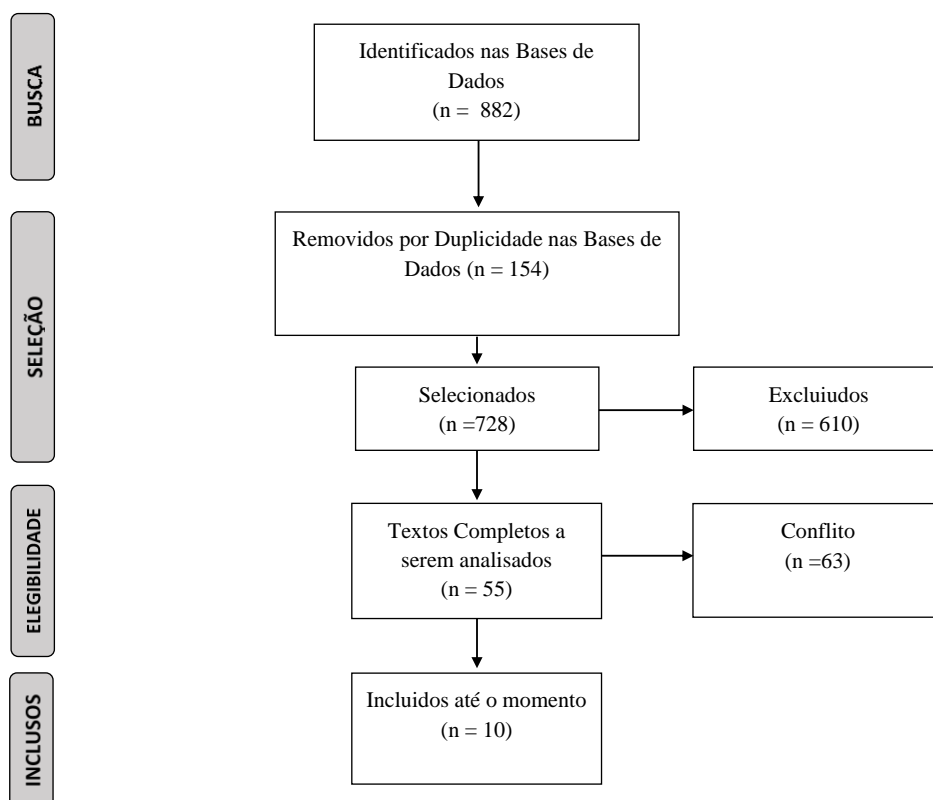 BUSCA
Identificados nas Bases de
Dados
(n =  882)
SELEÇÃO
Removidos por Duplicidade nas Bases de
Dados (n = 154)
Selecionados
(n =728)
Excluiudos
(n = 610)
ELEGIBILIDADE
Textos Completos a
serem analisados
(n = 55)
Conflito
(n =63)
INCLUSOS
Incluidos até o momento
(n = 10)